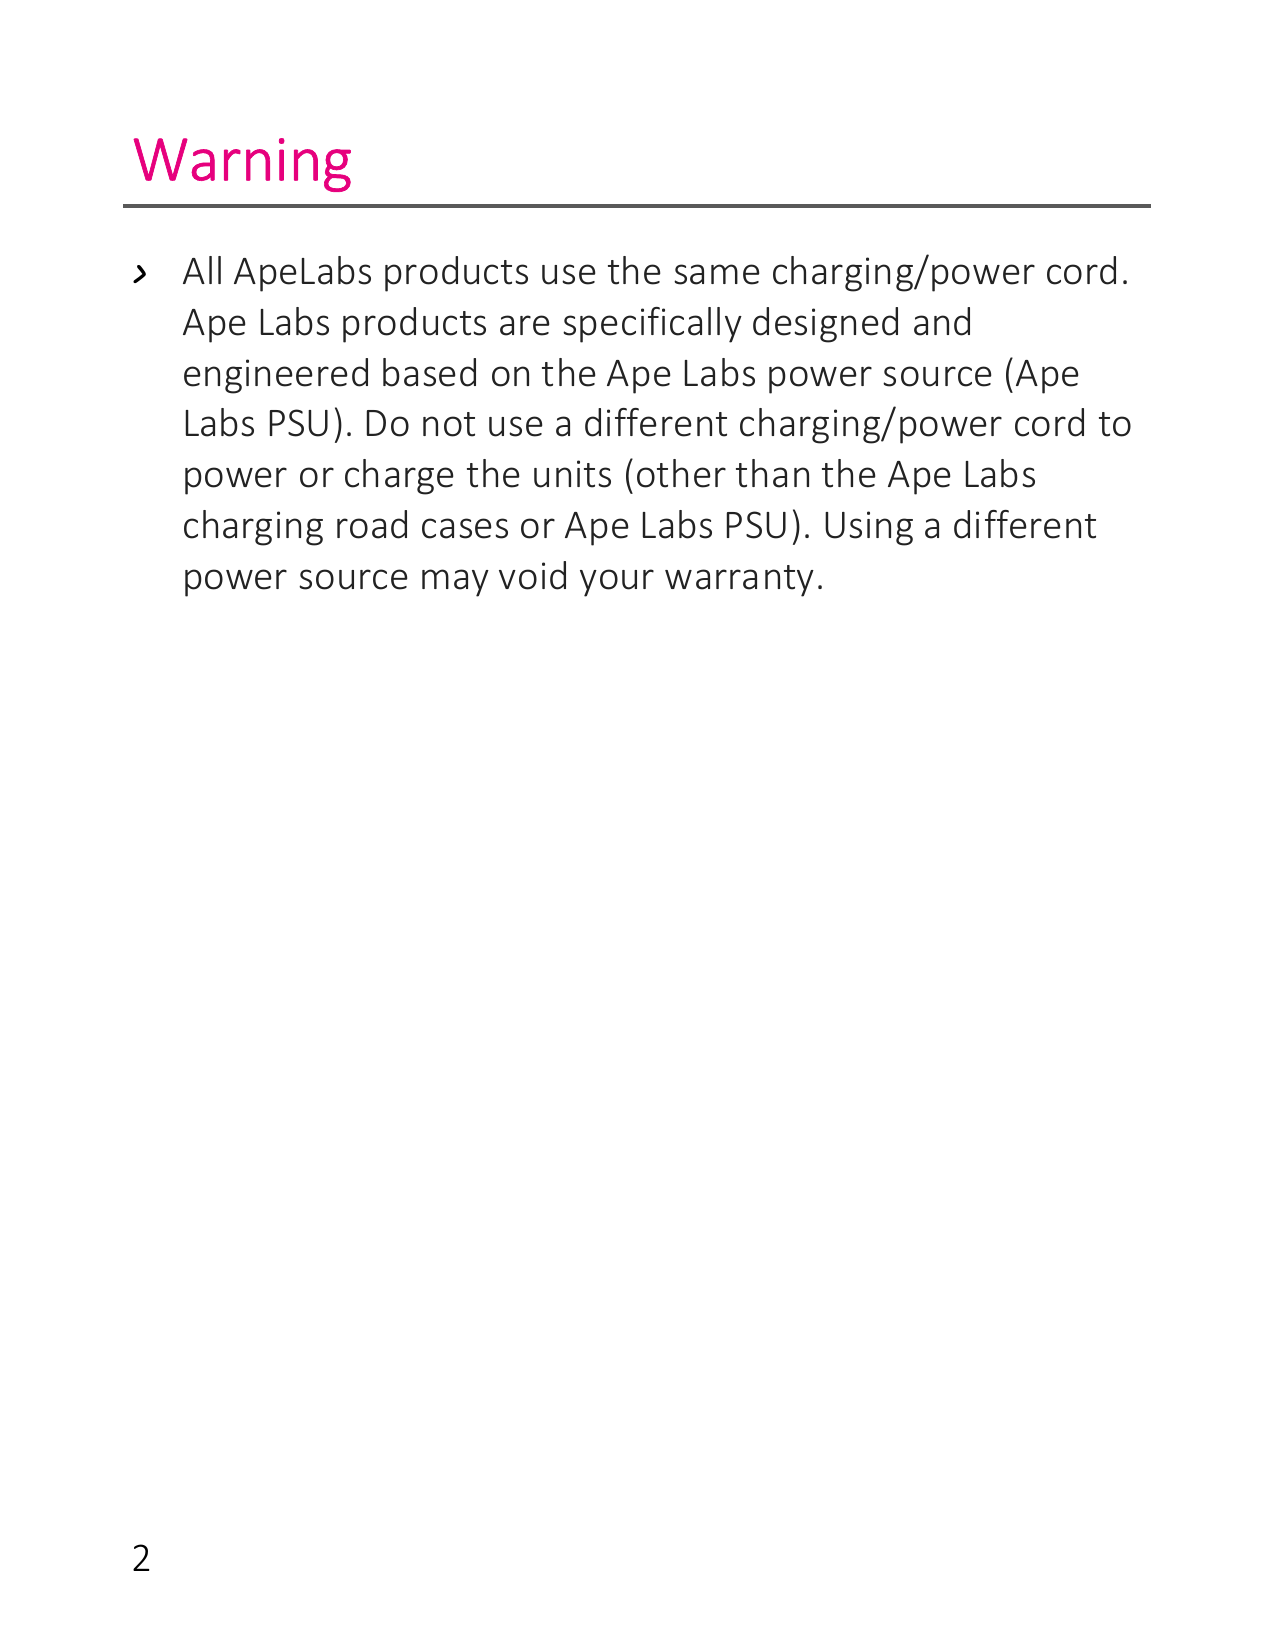 Warning
› All ApeLabs products use the same charging/power cord.
Ape Labs products are specifically designed and
engineered based on the Ape Labs power source (Ape
Labs PSU). Do not use a different charging/power cord to
power or charge the units (other than the Ape Labs
charging road cases or Ape Labs PSU). Using a different
power source may void your warranty.
2